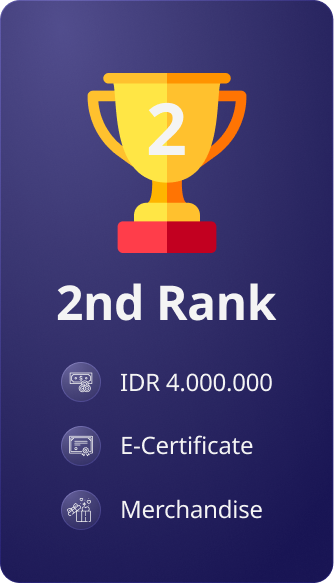 2
2nd Rank
IDR 4.000.000
E-Certificate
Merchandise